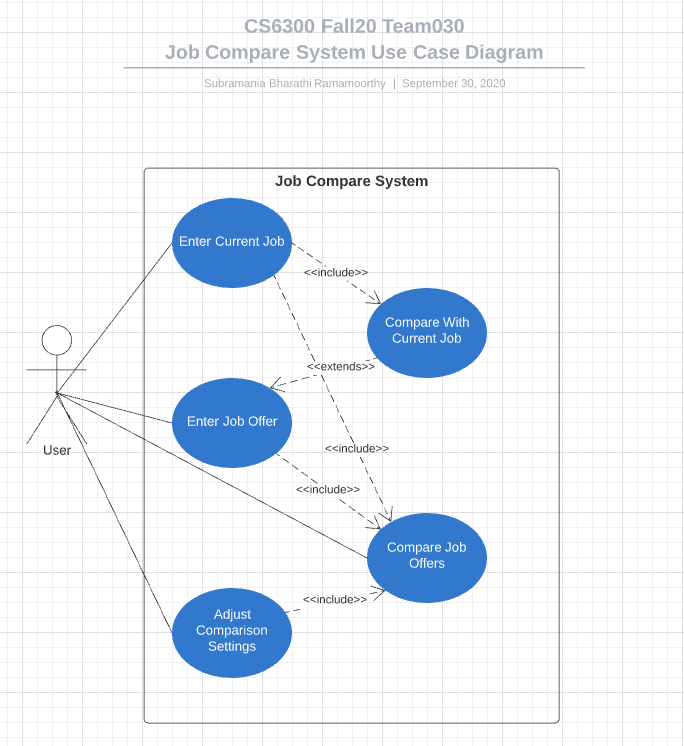 CS6300 Fall20 Team030
Job Compare System Use Case Diagram
Subramania Bharathi Ramamoorthy | September 30, 2020
Job Compare System
Enter Current Job
<<include>>
Compare With
Current Job
<<extends>>
Enter Job Offer
User
<<include>>
<<include>>
Compare Job
Offers
<<include>>
Adjust
Comparison
Settings